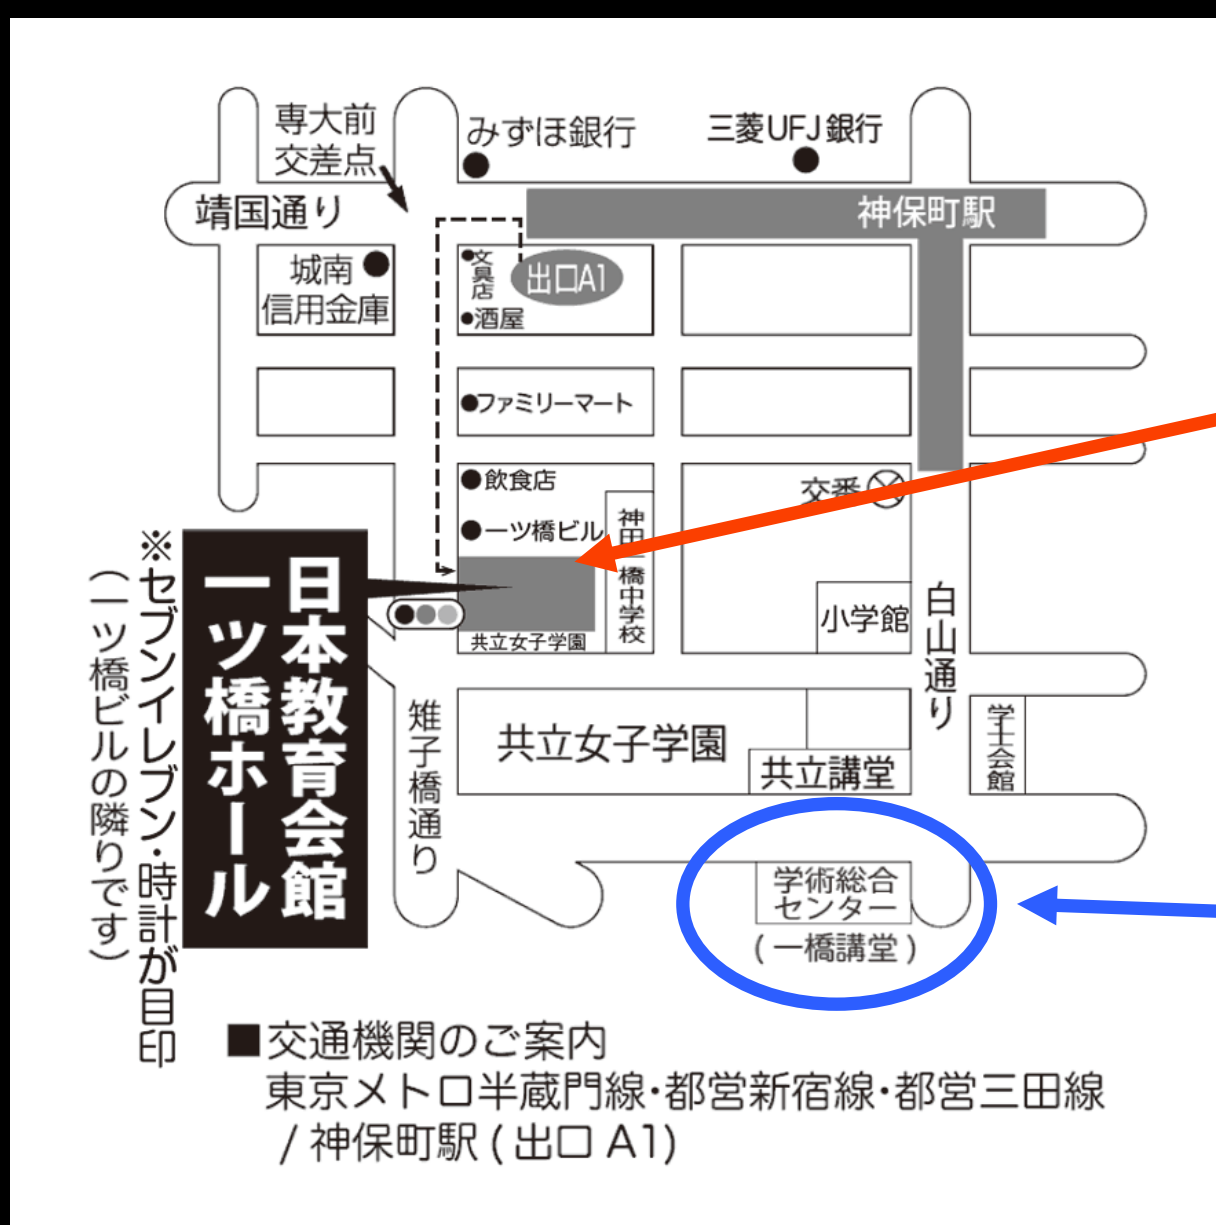 専大前
交差点
みずほ銀行
三菱UFJ銀行
靖国通り
神保町駅
城南
信用金庫
文具店
出口A1
酒屋
ファミリーマート
飲食店
一ツ橋ビル
神田一橋中学校
交番
小学館
白山通り
共立女子学園
日本教育会館
一ツ橋ホール
※セブンイレブン・時計が目印
(一ツ橋ビルの隣りです)
雉子橋通り
共立女子学園
共立講堂
学士会館
学術総合
センター
(一橋講堂)
■交通機関のご案内
東京メトロ半蔵門線・都営新宿線・都営三田線
/神保町駅(出口A1)